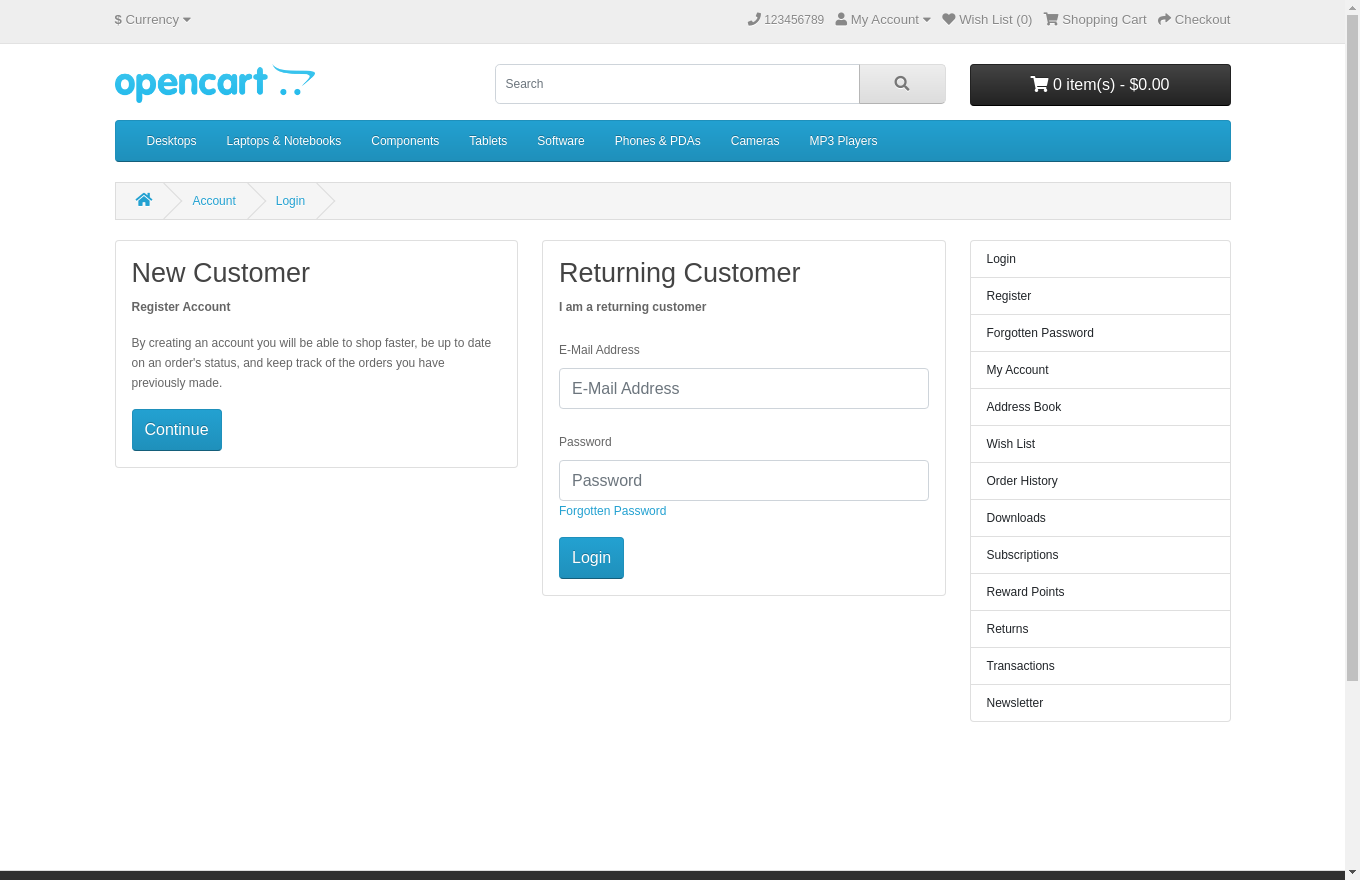 $ Currency
123456789 My Account Wish List (0) Shopping Cart Checkout
opencart
Search
0 item(s) - $0.00
Desktops Laptops & Notebooks Components Tablets Software Phones & PDAs Cameras MP3 Players
Account Login
New Customer
Register Account
By creating an account you will be able to shop faster, be up to date
on an order's status, and keep track of the orders you have
previously made.
Continue
Returning Customer
I am a returning customer
E-Mail Address
E-Mail Address
Password
Password
Forgotten Password
Login
Login
Register
Forgotten Password
My Account
Address Book
Wish List
Order History
Downloads
Subscriptions
Reward Points
Returns
Transactions
Newsletter